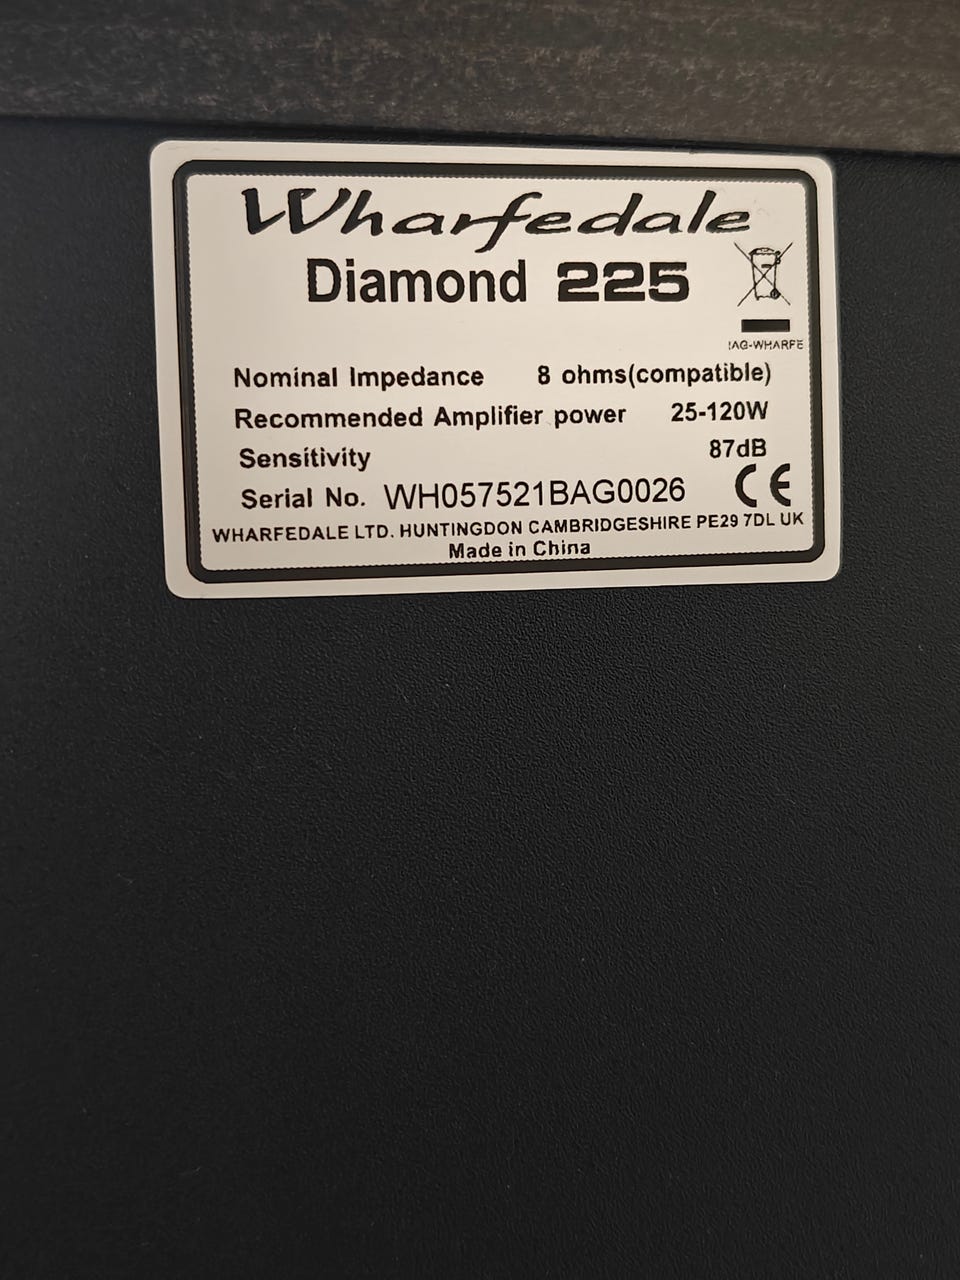 Wharfedale
Diamond 225
IAG-WHARFE
Nominal Impedance 8 ohms(compatible)
Recommended Amplifier power 25-120W
Sensitivity 87dB
Serial No. WH057521BAG0026 CE
WHARFEDALE LTD. HUNTINGDON CAMBRIDGESHIRE PE29 7DL UK
Made in China